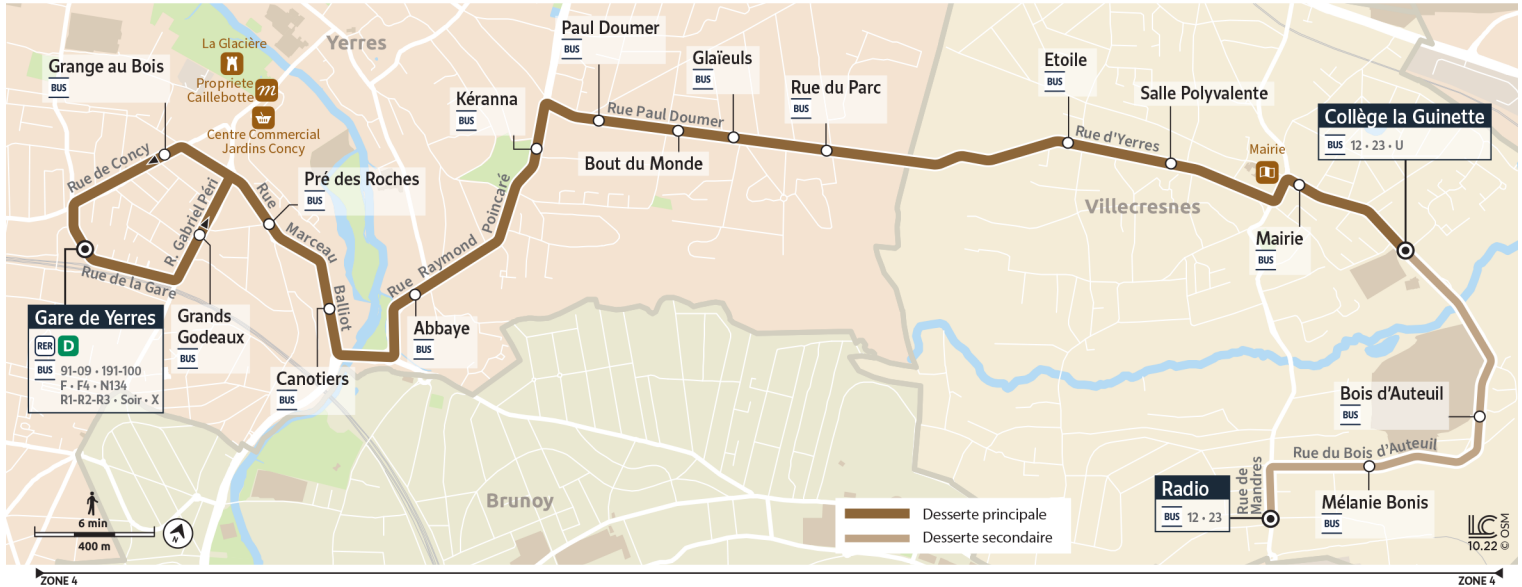 La Glacière
Yerres
Propriete
Caillebotte
m
Centre Commercial
Jardins Concy
Grange au Bois
BUS
Rue de Concy
R. Gabriel Péri
Rue de la Gare
Gare de Yerres
RER D
BUS 91-09 • 191-100
F • F4 • N134
R1-R2-R3 • Soir • X
Grands
Godeaux
BUS
Rue Marceau Balliot
Pré des Roches
BUS
Canotiers
BUS
Abbaye
BUS
Rue Raymond Poincaré
Kéranna
BUS
Paul Doumer
BUS
Rue Paul Doumer
Bout du Monde
Glaïeuls
BUS
Rue du Parc
BUS
Etoile
BUS
Rue d'Yerres
Salle Polyvalente
Villecresnes
Mairie
Mairie
BUS
Collège la Guinette
BUS 12 • 23 • U
Bois d'Auteuil
BUS
Rue du Bois d'Auteuil
Mélanie Bonis
BUS
Rue de
Mandres
Radio
BUS 12 • 23
Brunoy
Desserte principale
Desserte secondaire
6 min
400 m
N
LC
10.22 © OSM
ZONE 4
ZONE 4